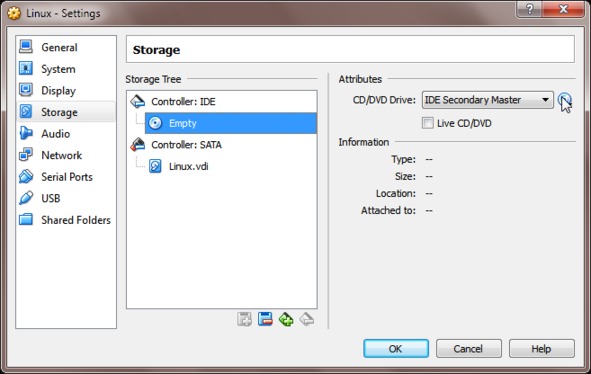 Linux - Settings
General
System
Display
Storage
Audio
Network
Serial Ports
USB
Shared Folders
Storage
Storage Tree
Controller: IDE
Empty
Controller: SATA
Linux.vdi
Attributes
CD/DVD Drive: IDE Secondary Master
Live CD/DVD
Information
Type: --
Size: --
Location: --
Attached to: --
OK
Cancel
Help